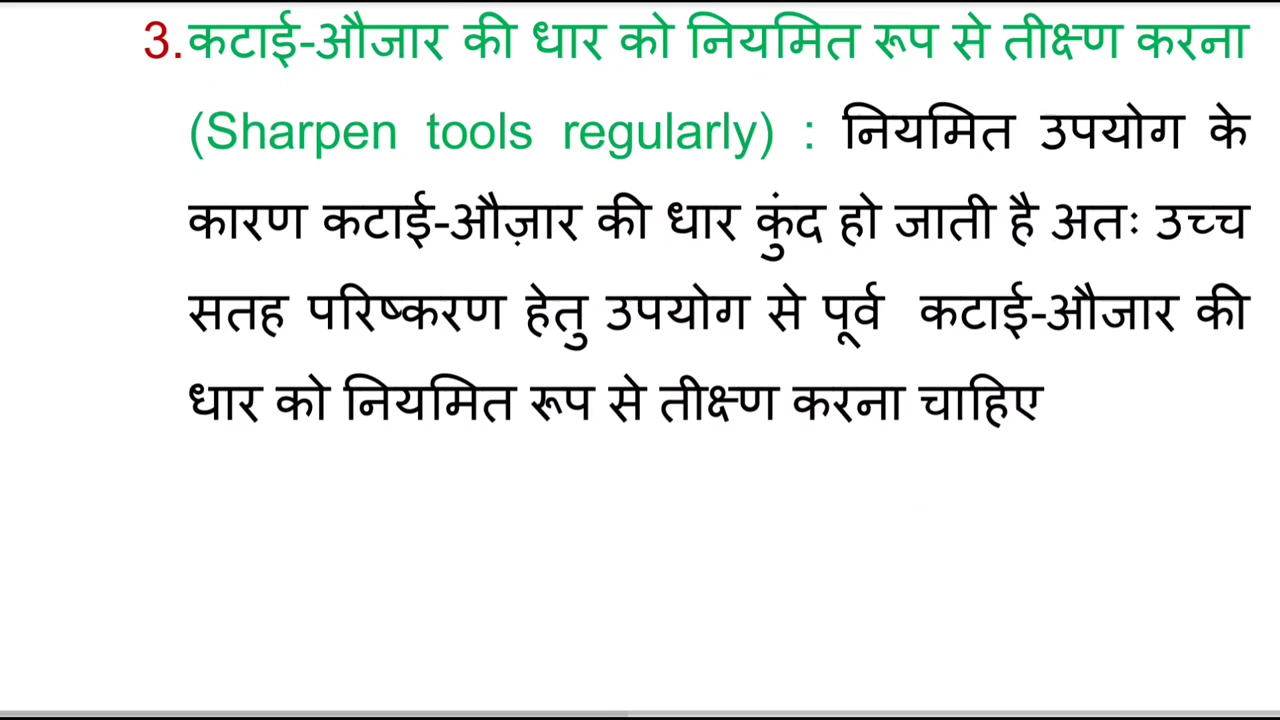 3. कटाई-औजार की धार को नियमित रूप से तीक्ष्ण करना
(Sharpen tools regularly) : नियमित उपयोग के
कारण कटाई-औज़ार की धार कुंद हो जाती है अतः उच्च
सतह परिष्करण हेतु उपयोग से पूर्व कटाई-औजार की
धार को नियमित रूप से तीक्ष्ण करना चाहिए